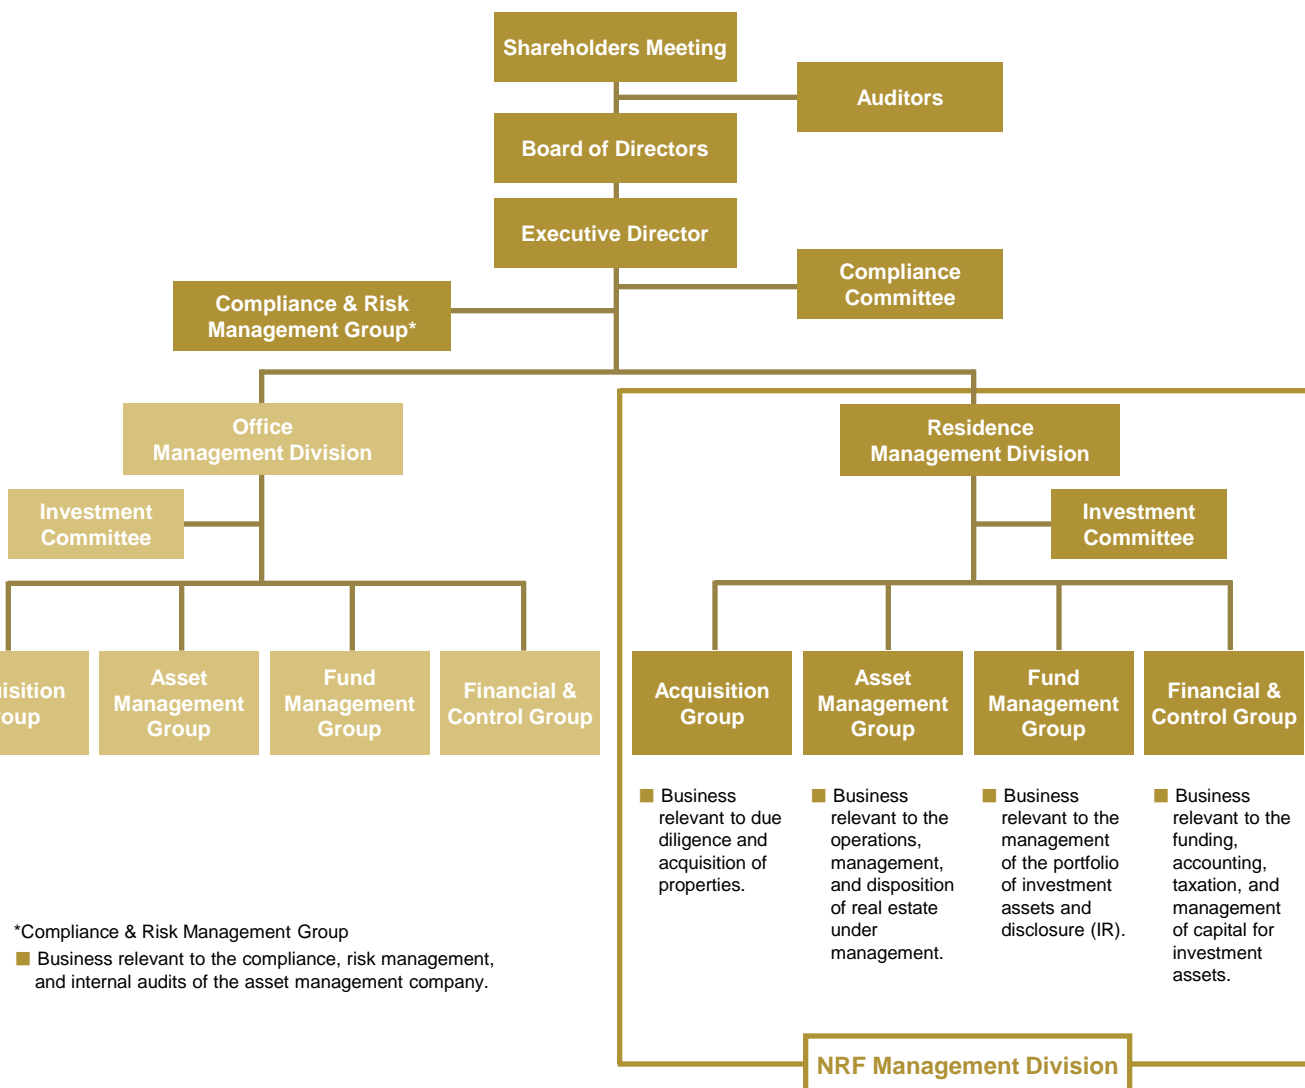 Shareholders Meeting
Auditors
Board of Directors
Executive Director
Compliance
Committee
Compliance & Risk
Management Group*
Office
Management Division
Residence
Management Division
Investment
Committee
Investment
Committee
Asset
Management
Group
Fund
Management
Group
Financial &
Control Group
Acquisition
Group
Asset
Management
Group
Fund
Management
Group
Financial &
Control Group
Business
relevant to due
diligence and
acquisition of
properties.
Business
relevant to the
operations,
management,
and disposition
of real estate
under
management.
Business
relevant to the
management
of the portfolio
of investment
assets and
disclosure (IR).
Business
relevant to the
funding,
accounting,
taxation, and
management
of capital for
investment
assets.
*Compliance & Risk Management Group
Business relevant to the compliance, risk management,
and internal audits of the asset management company.
NRF Management Division